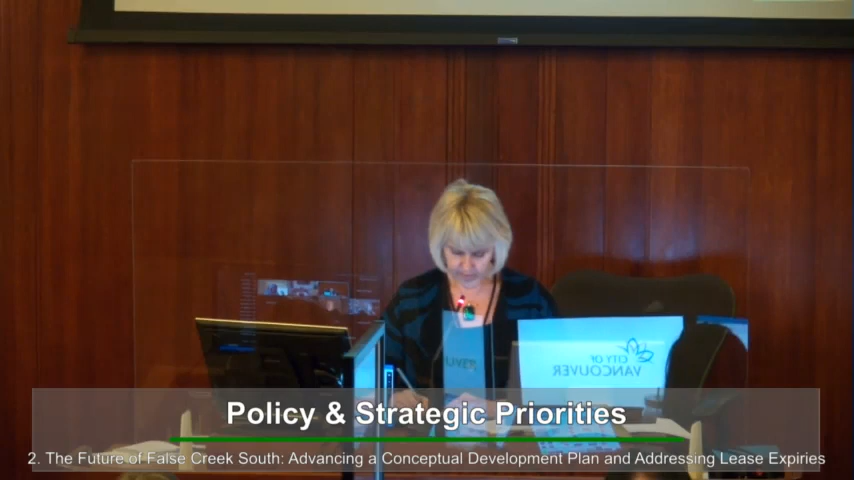 CITY OF
VANCOUVER
Policy & Strategic Priorities
2. The Future of False Creek South: Advancing a Conceptual Development Plan and Addressing Lease Expiries